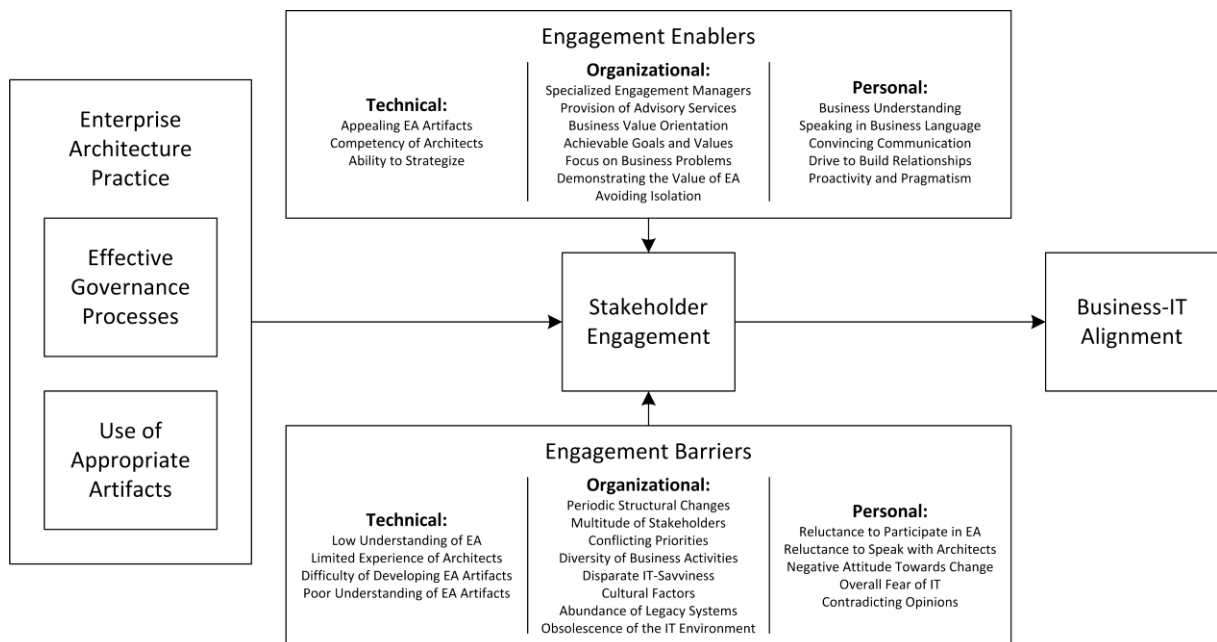 Enterprise
Architecture
Practice
Effective
Governance
Processes
Use of
Appropriate
Artifacts
Engagement Enablers
Technical:
Appealing EA Artifacts
Competency of Architects
Ability to Strategize
Organizational:
Specialized Engagement Managers
Provision of Advisory Services
Business Value Orientation
Achievable Goals and Values
Focus on Business Problems
Demonstrating the Value of EA
Avoiding Isolation
Personal:
Business Understanding
Speaking in Business Language
Convincing Communication
Drive to Build Relationships
Proactivity and Pragmatism
Stakeholder
Engagement
Business-IT
Alignment
Engagement Barriers
Technical:
Low Understanding of EA
Limited Experience of Architects
Difficulty of Developing EA Artifacts
Poor Understanding of EA Artifacts
Organizational:
Periodic Structural Changes
Multitude of Stakeholders
Conflicting Priorities
Diversity of Business Activities
Disparate IT-Savviness
Cultural Factors
Abundance of Legacy Systems
Obsolescence of the IT Environment
Personal:
Reluctance to Participate in EA
Reluctance to Speak with Architects
Negative Attitude Towards Change
Overall Fear of IT
Contradicting Opinions